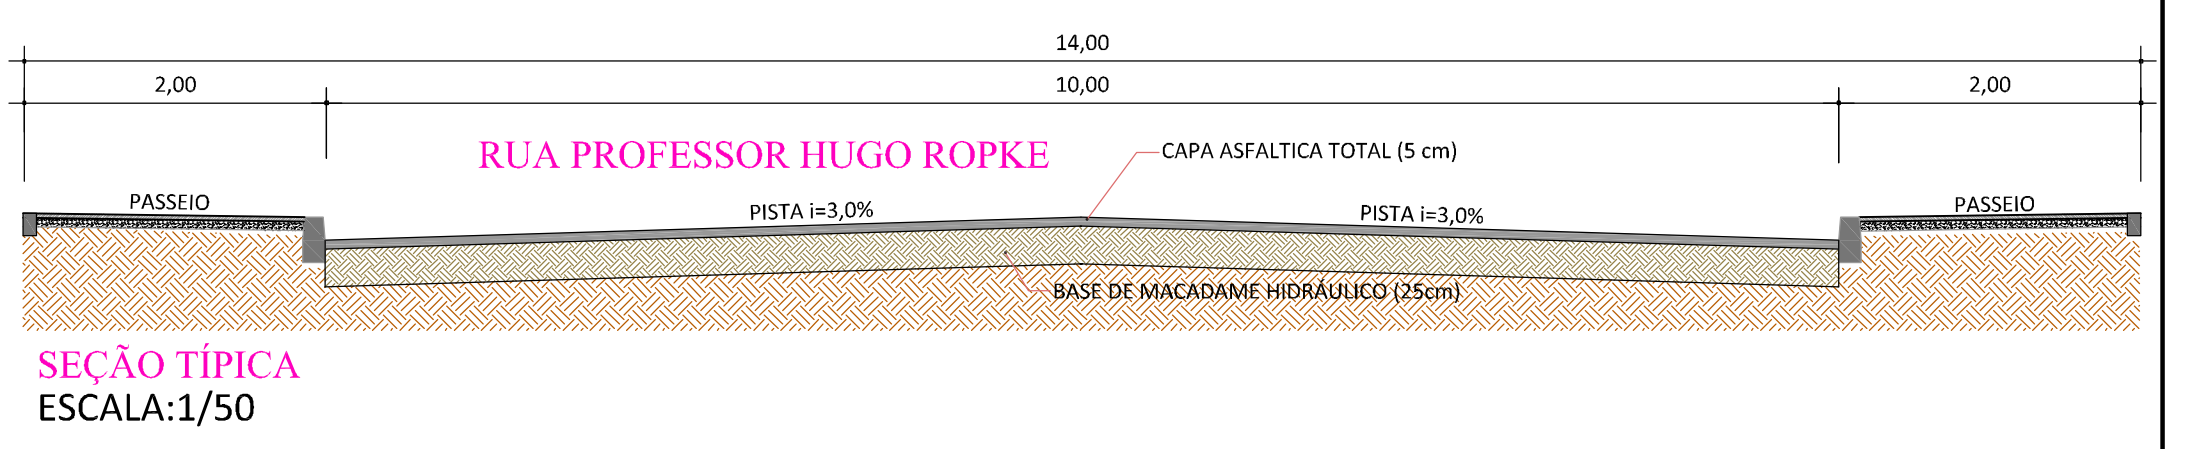 14,00
2,00
10,00
2,00
RUA PROFESSOR HUGO ROPKE
CAPA ASFALTICA TOTAL (5 cm)
PASSEIO
PISTA i=3,0%
PISTA i=3,0%
PASSEIO
BASE DE MACADAME HIDRÁULICO (25cm)
SEÇÃO TÍPICA
ESCALA:1/50